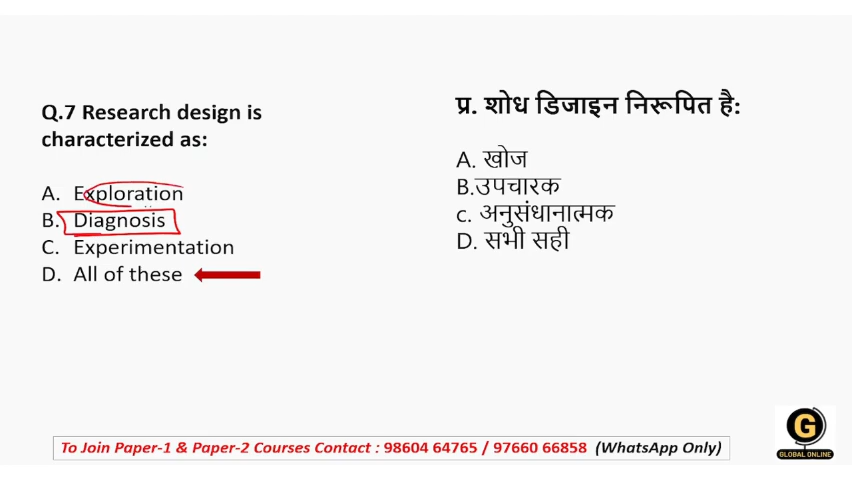 Q.7 Research design is
characterized as:
A. Exploration
B. Diagnosis
C. Experimentation
D. All of these
प्र. शोध डिजाइन निरूपित है:
A. खोज
B.उपचारक
c. अनुसंधानात्मक
D. सभी सही
To Join Paper-1 & Paper-2 Courses Contact : 98604 64765 / 97660 66858 (WhatsApp Only)
G
GLOBAL ONLINE